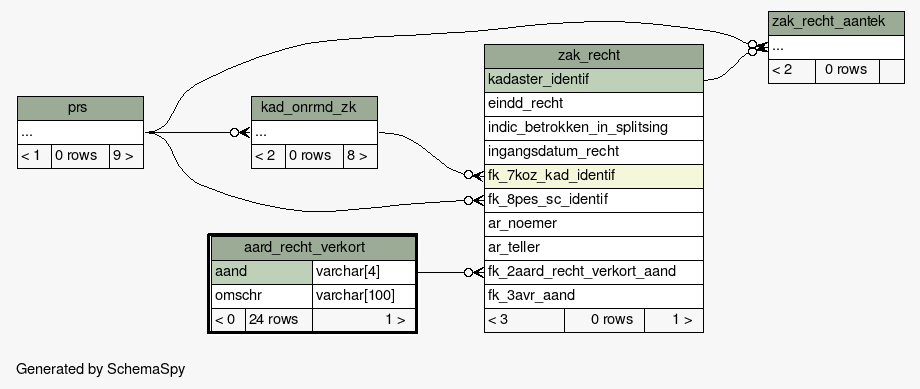 zak_recht_aantek
...
< 2 0 rows
zak_recht
kadaster_identif
eindd_recht
indic_betrokken_in_splitsing
ingangsdatum_recht
fk_7koz_kad_identif
fk_8pes_sc_identif
ar_noemer
ar_teller
fk_2aard_recht_verkort_aand
fk_3avr_aand
< 3 0 rows 1 >
prs
...
< 1 0 rows 9 >
kad_onrrnd_zk
...
< 2 0 rows 8 >
aard_recht_verkort
aand varchar[4]
omschr varchar[100]
< 0 24 rows 1 >
Generated by SchemaSpy